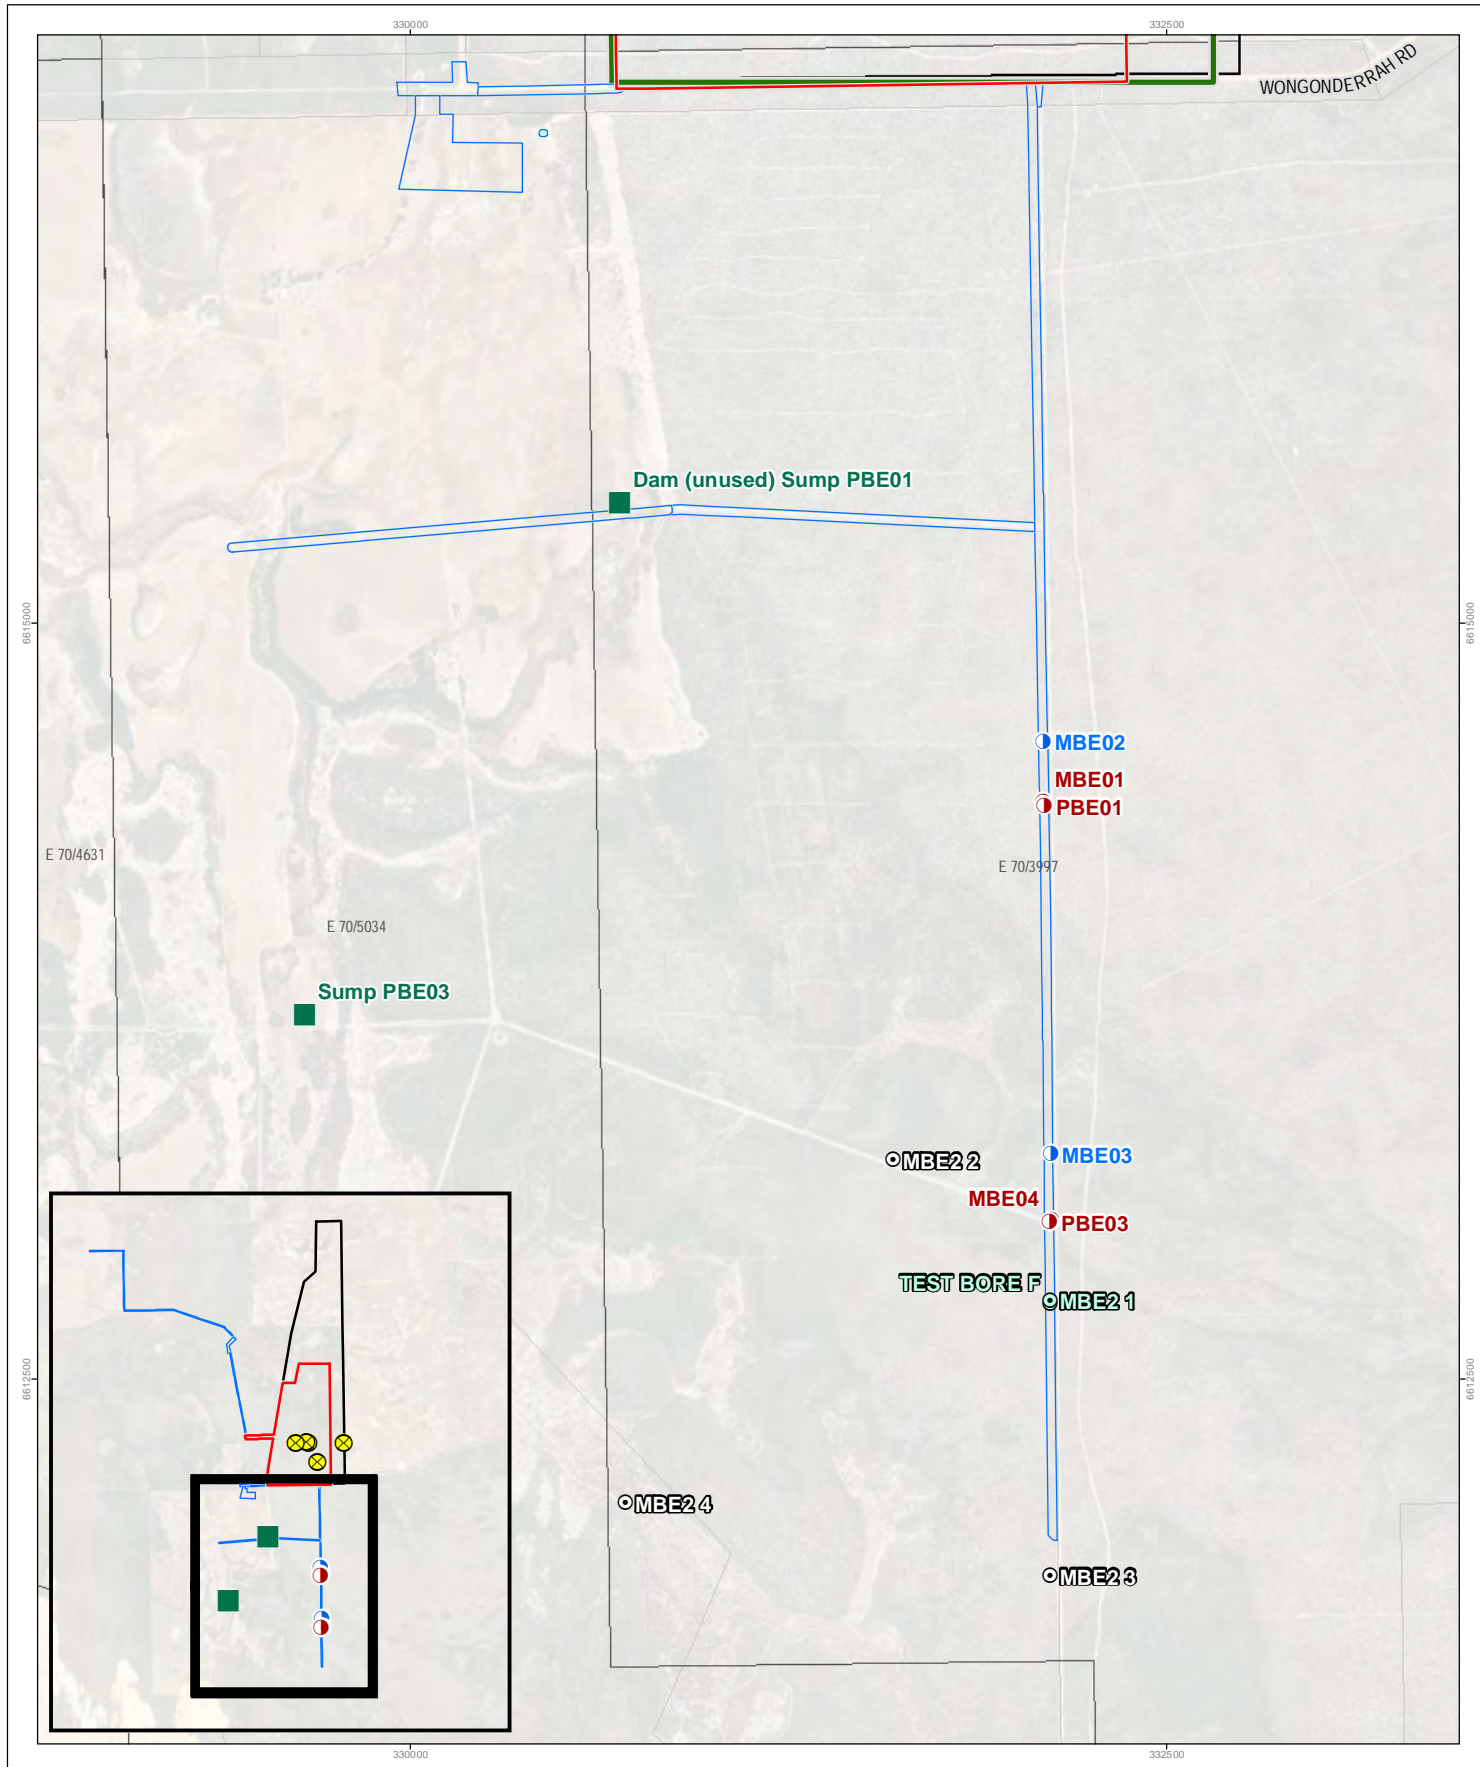 330000
332500
WONGONDERRAH RD
Dam (unused) Sump PBE01
6615000
6615000
MBE02
MBE01
PBE01
E 70/4631
E 70/3997
E 70/5034
Sump PBE03
MBE2 2
MBE03
MBE04
PBE03
TEST BORE F
MBE2 1
6612500
6612500
MBE2 4
MBE2 3
330000
332500